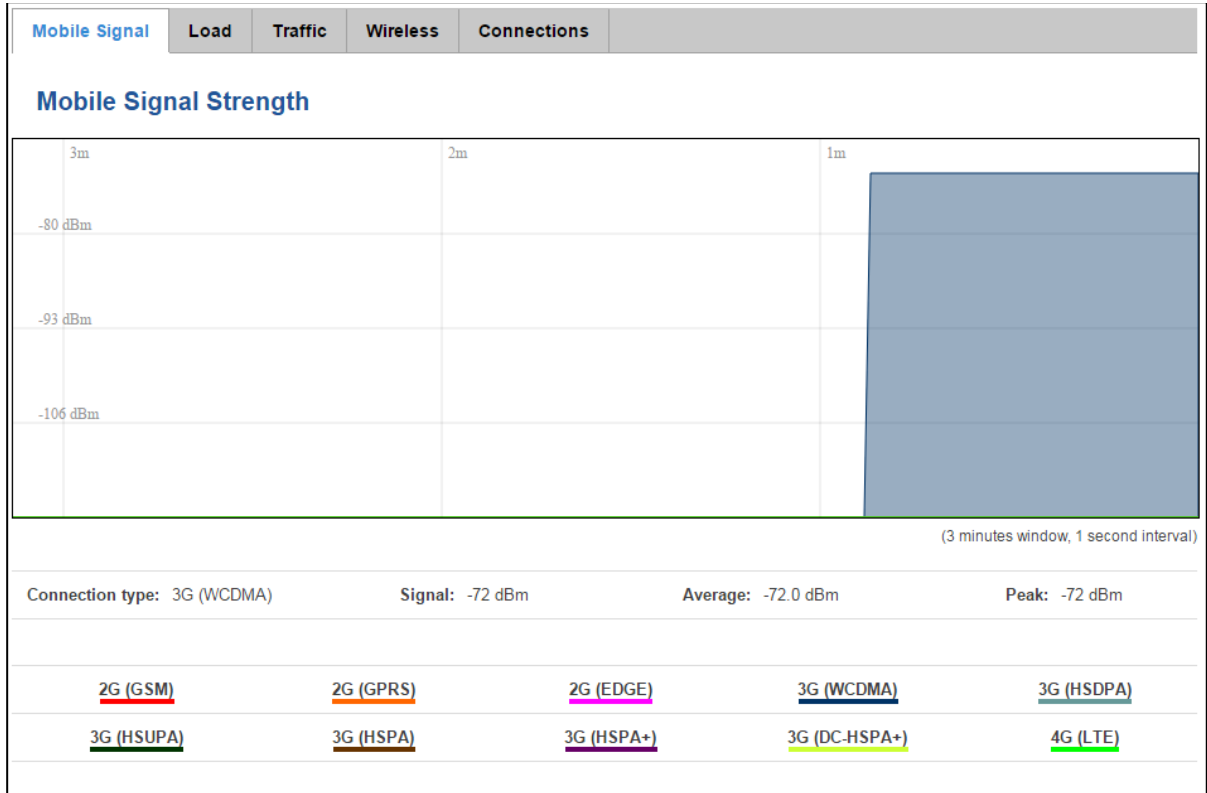 Mobile Signal Load Traffic Wireless Connections
Mobile Signal Strength
3m 2m 1m
-80 dBm
-93 dBm
-106 dBm
(3 minutes window, 1 second interval)
Connection type: 3G (WCDMA) Signal: -72 dBm Average: -72.0 dBm Peak: -72 dBm
2G (GSM) 2G (GPRS) 2G (EDGE) 3G (WCDMA) 3G (HSDPA)
3G (HSUPA) 3G (HSPA) 3G (HSPA+) 3G (DC-HSPA+) 4G (LTE)